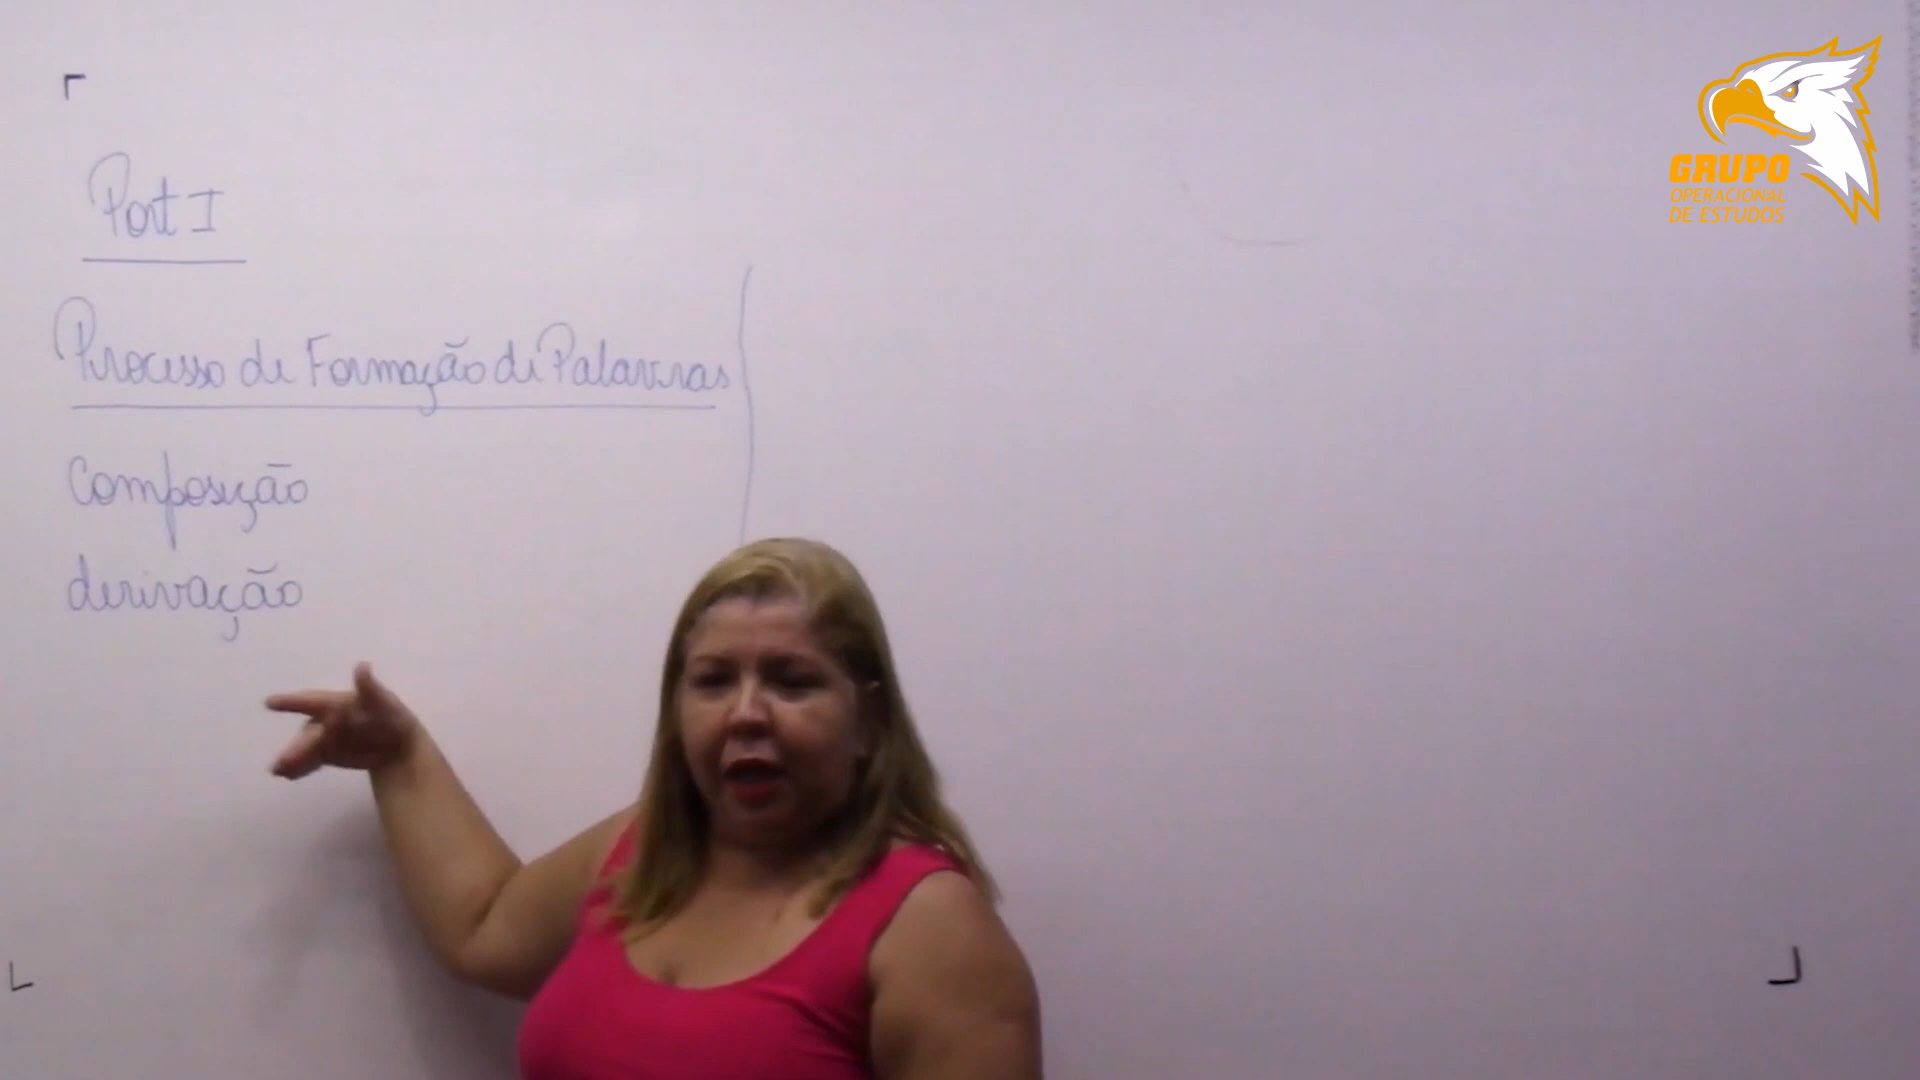 Port I
Processo de Formação de Palavras
Composição
derivação
GRUPO
OPERACIONAL
DE ESTUDOS